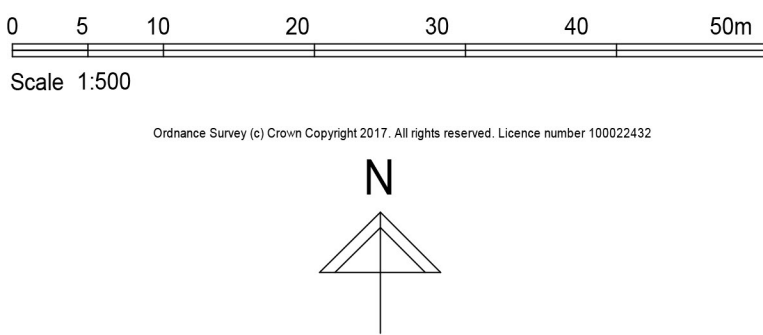 0 5 10 20 30 40 50m
Scale 1:500
Ordnance Survey (c) Crown Copyright 2017. All rights reserved. Licence number 100022432
N